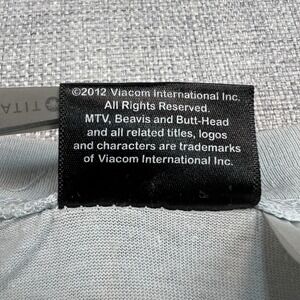 TITA
©2012 Viacom International Inc.
All Rights Reserved.
MTV, Beavis and Butt-Head
and all related titles, logos
and characters are trademarks
of Viacom International Inc.